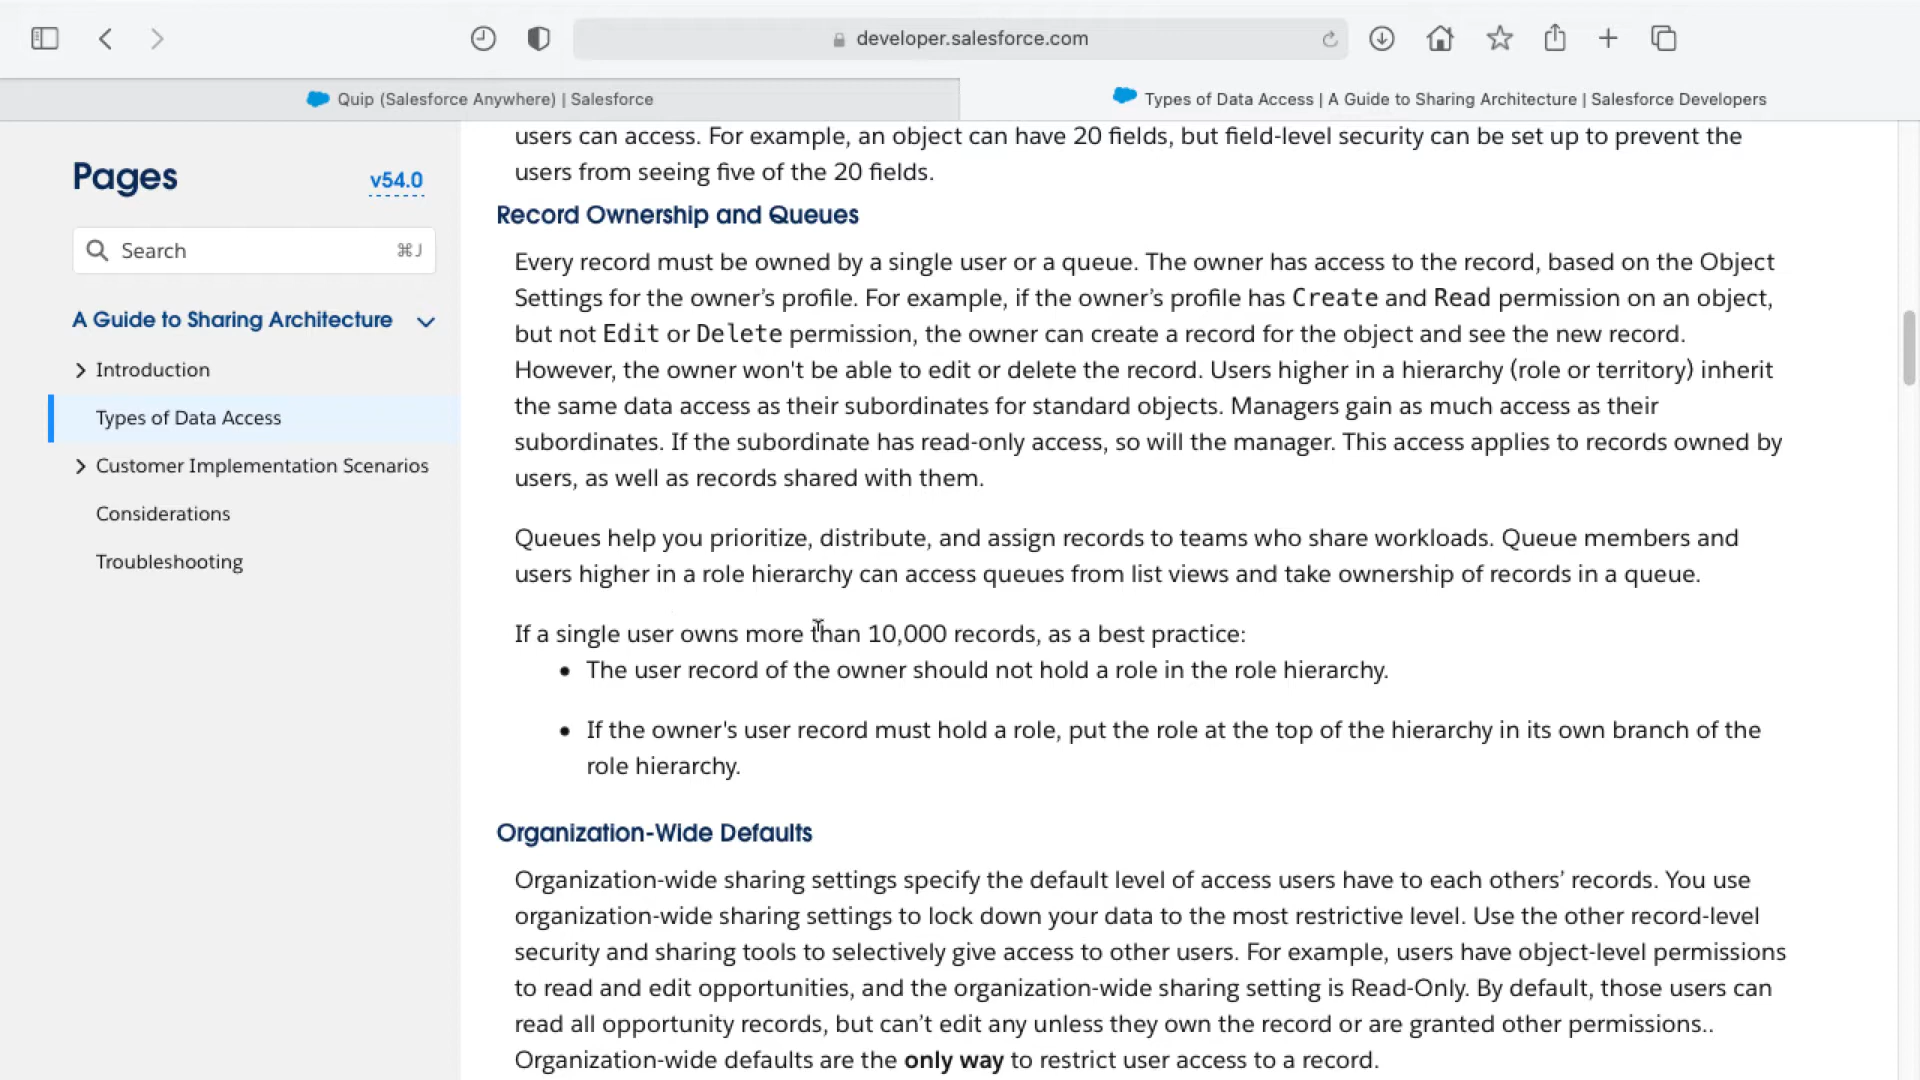 developer.salesforce.com
Quip (Salesforce Anywhere) | Salesforce
Types of Data Access | A Guide to Sharing Architecture | Salesforce Developers
Pages
v54.0
Search
⌘J
A Guide to Sharing Architecture
Introduction
Types of Data Access
Customer Implementation Scenarios
Considerations
Troubleshooting
users can access. For example, an object can have 20 fields, but field-level security can be set up to prevent the
users from seeing five of the 20 fields.
Record Ownership and Queues
Every record must be owned by a single user or a queue. The owner has access to the record, based on the Object
Settings for the owner’s profile. For example, if the owner’s profile has Create and Read permission on an object,
but not Edit or Delete permission, the owner can create a record for the object and see the new record.
However, the owner won't be able to edit or delete the record. Users higher in a hierarchy (role or territory) inherit
the same data access as their subordinates for standard objects. Managers gain as much access as their
subordinates. If the subordinate has read-only access, so will the manager. This access applies to records owned by
users, as well as records shared with them.
Queues help you prioritize, distribute, and assign records to teams who share workloads. Queue members and
users higher in a role hierarchy can access queues from list views and take ownership of records in a queue.
If a single user owns more than 10,000 records, as a best practice:
• The user record of the owner should not hold a role in the role hierarchy.
• If the owner's user record must hold a role, put the role at the top of the hierarchy in its own branch of the
role hierarchy.
Organization-Wide Defaults
Organization-wide sharing settings specify the default level of access users have to each others’ records. You use
organization-wide sharing settings to lock down your data to the most restrictive level. Use the other record-level
security and sharing tools to selectively give access to other users. For example, users have object-level permissions
to read and edit opportunities, and the organization-wide sharing setting is Read-Only. By default, those users can
read all opportunity records, but can’t edit any unless they own the record or are granted other permissions..
Organization-wide defaults are the only way to restrict user access to a record.